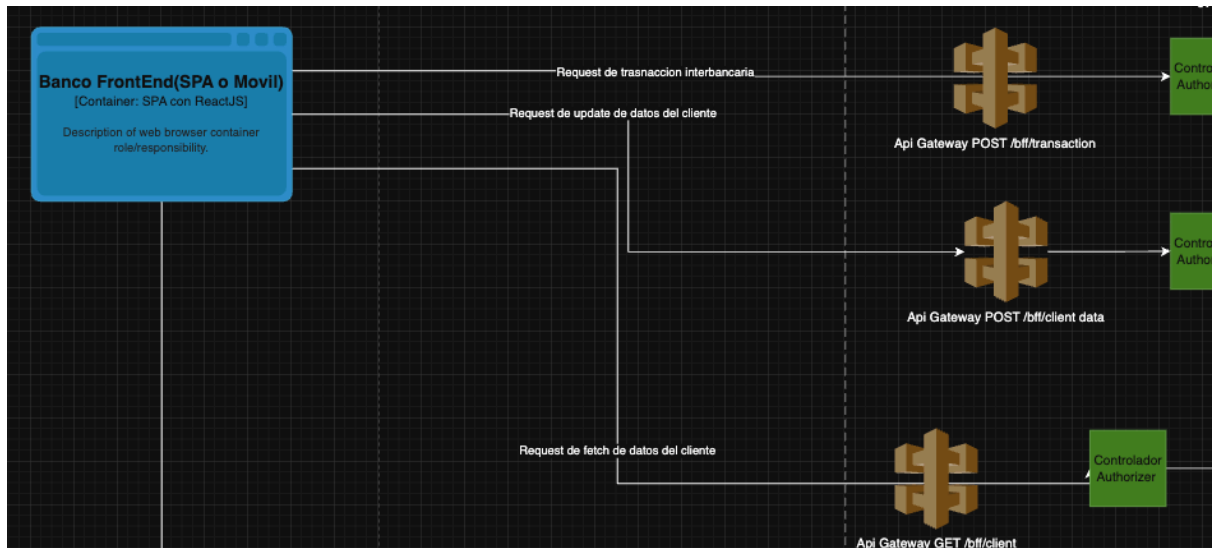 Banco FrontEnd(SPA o Movil)
[Container: SPA con ReactJS]
Description of web browser container
role/responsibility.
Request de trasnaccion interbancaria
Request de update de datos del cliente
Request de fetch de datos del cliente
Api Gateway POST /bff/transaction
Api Gateway POST /bff/client data
Controlador
Authorizer
Api Gateway GET /bff/client